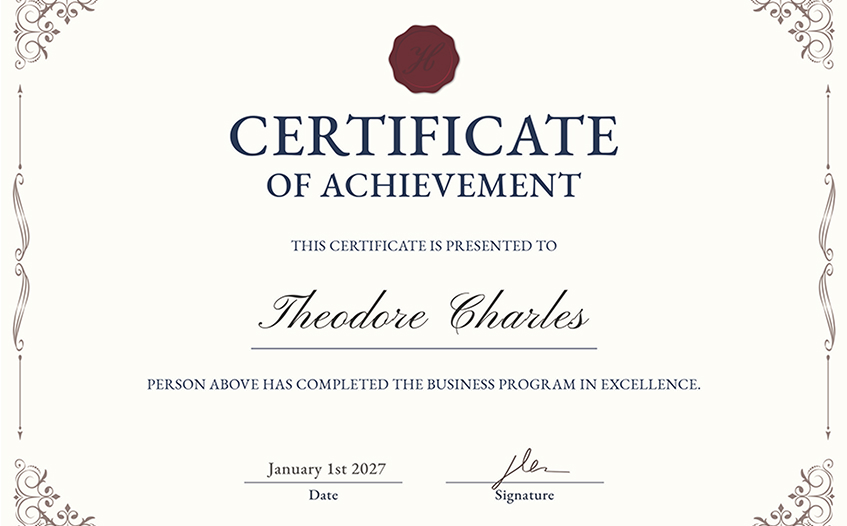 CERTIFICATE
OF ACHIEVEMENT
THIS CERTIFICATE IS PRESENTED TO
Theodore Charles
PERSON ABOVE HAS COMPLETED THE BUSINESS PROGRAM IN EXCELLENCE.
January 1st 2027
Date
Signature